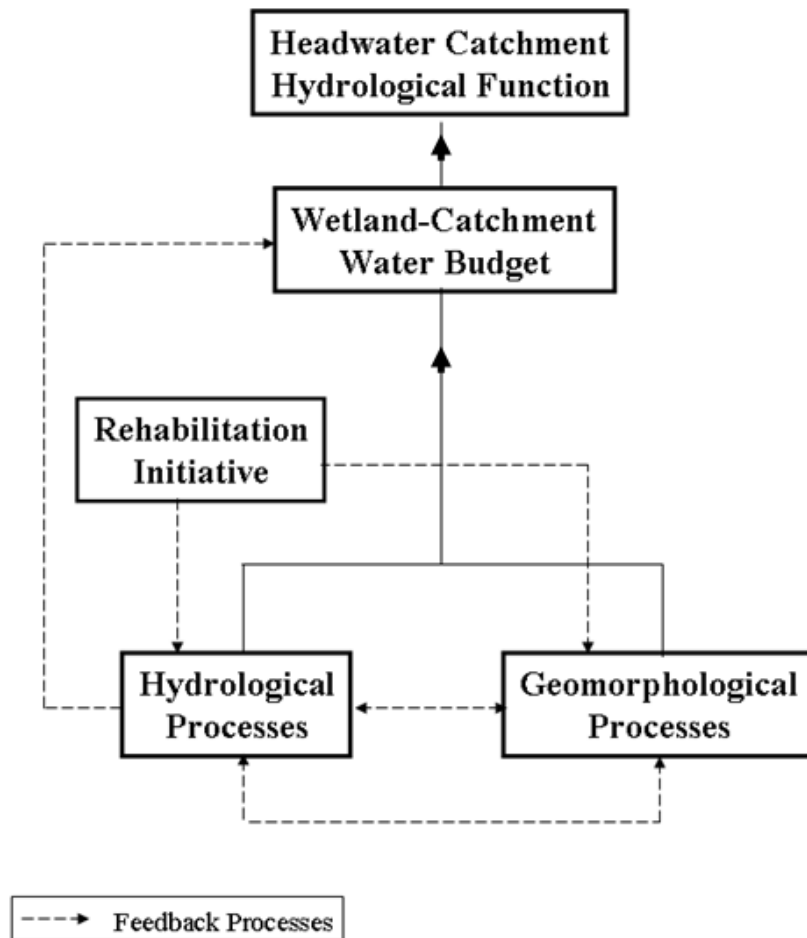 Headwater Catchment
Hydrological Function
Wetland-Catchment
Water Budget
Rehabilitation
Initiative
Hydrological
Processes
Geomorphological
Processes
Feedback Processes